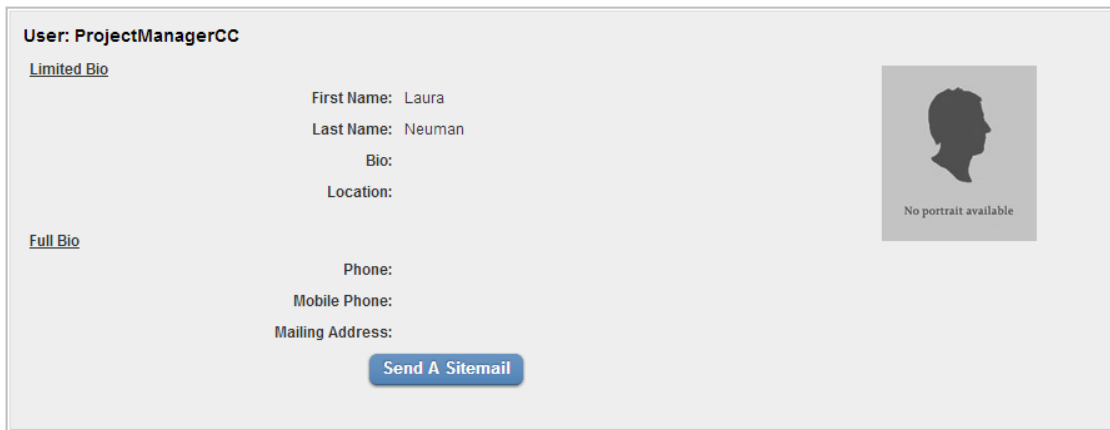 User: ProjectManagerCC
Limited Bio
First Name: Laura
Last Name: Neuman
Bio:
Location:
No portrait available
Full Bio
Phone:
Mobile Phone:
Mailing Address:
Send A Sitemail